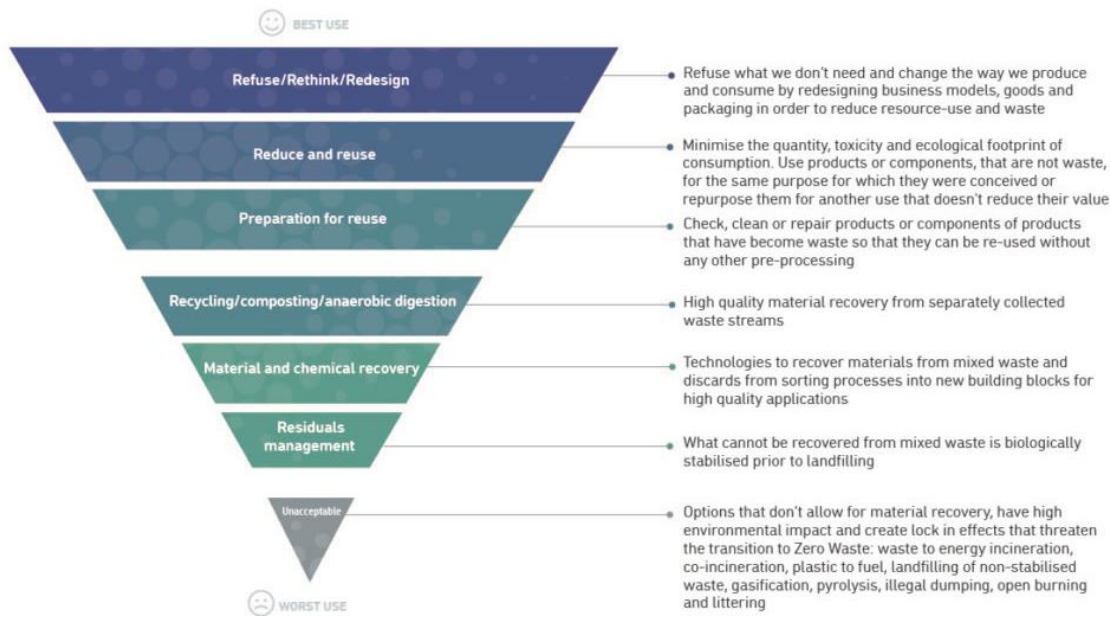 BEST USE
Refuse/Rethink/Redesign
Refuse what we don't need and change the way we produce
and consume by redesigning business models, goods and
packaging in order to reduce resource-use and waste
Reduce and reuse
Minimise the quantity, toxicity and ecological footprint of
consumption. Use products or components, that are not waste,
for the same purpose for which they were conceived or
repurpose them for another use that doesn't reduce their value
Preparation for reuse
Check, clean or repair products or components of products
that have become waste so that they can be re-used without
any other pre-processing
Recycling/composting/anaerobic digestion
High quality material recovery from separately collected
waste streams
Material and chemical recovery
Technologies to recover materials from mixed waste and
discards from sorting processes into new building blocks for
high quality applications
Residuals
management
What cannot be recovered from mixed waste is biologically
stabilised prior to landfilling
Unacceptable
Options that don't allow for material recovery, have high
environmental impact and create lock in effects that threaten
the transition to Zero Waste: waste to energy incineration,
co-incineration, plastic to fuel, landfilling of non-stabilised
waste, gasification, pyrolysis, illegal dumping, open burning
and littering
WORST USE